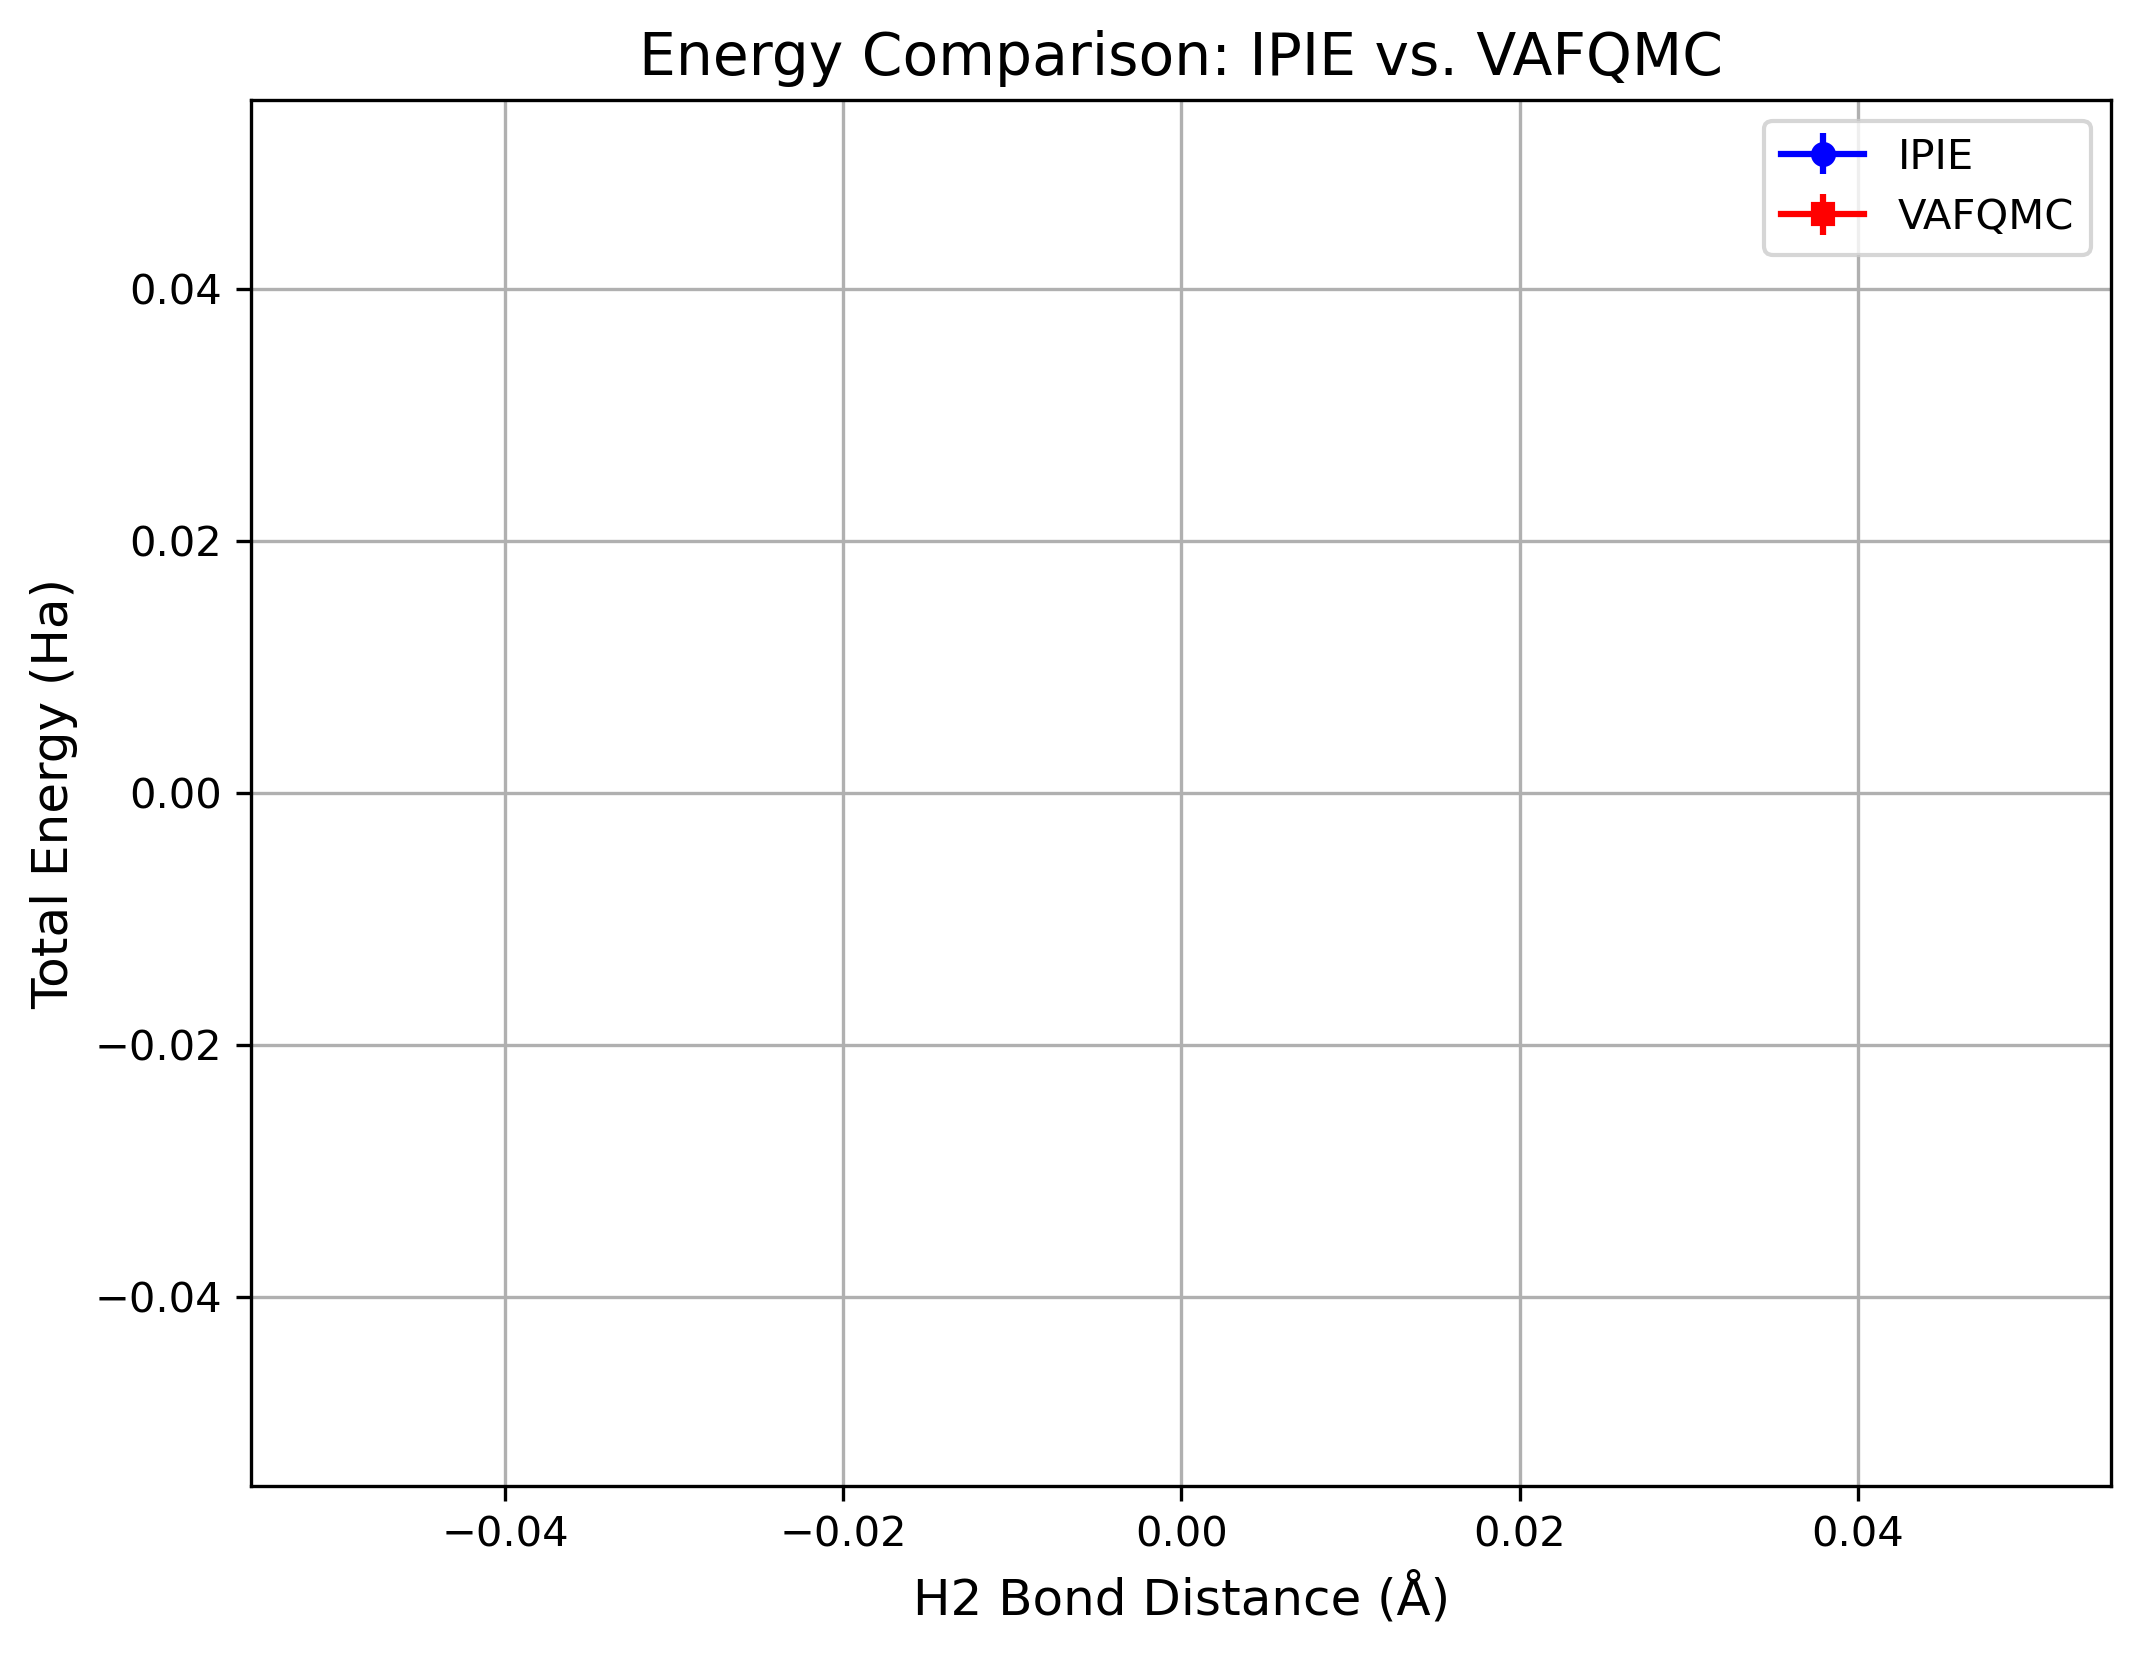 Energy Comparison: IPIE vs. VAFQMC
IPIE
VAFQMC
0.04
0.02
0.00
−0.02
−0.04
Total Energy (Ha)
−0.04
−0.02
0.00
0.02
0.04
H2 Bond Distance (Å)